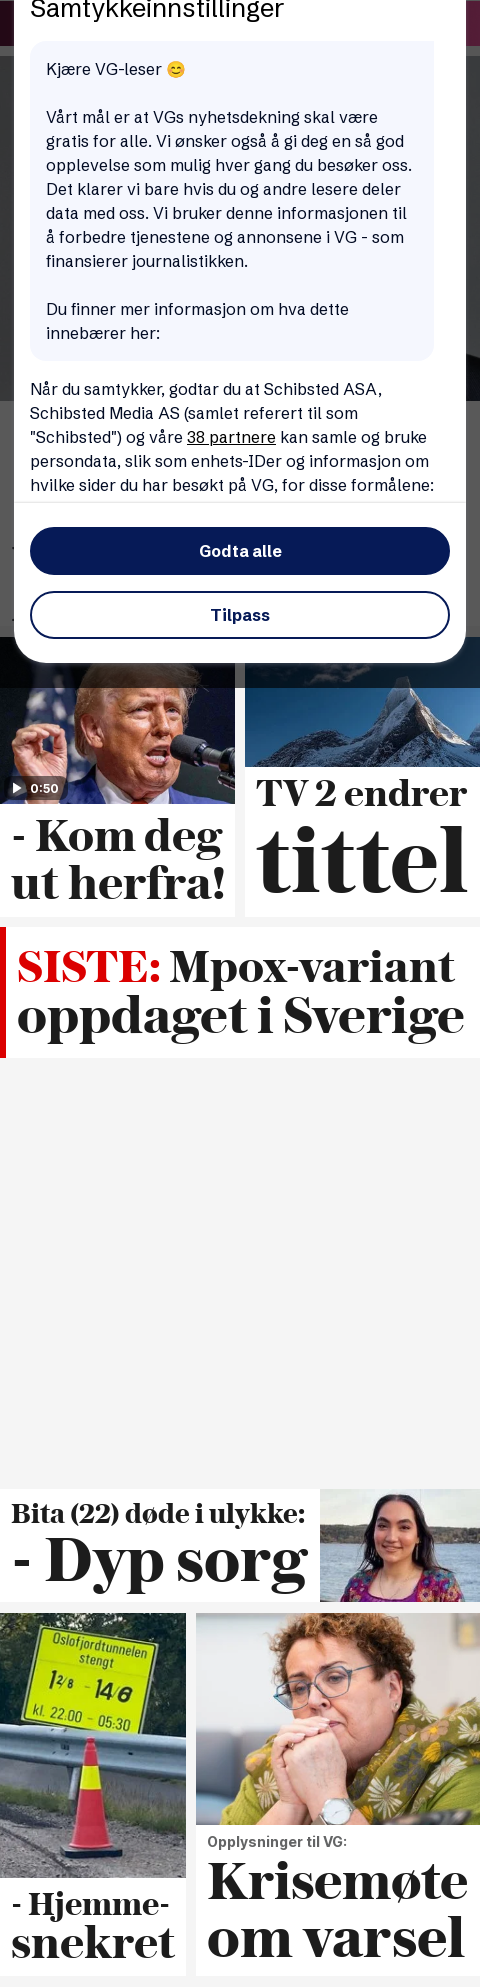 Samtykkeinnstillinger
Kjære VG-leser 😊
Vårt mål er at VGs nyhetsdekning skal være
gratis for alle. Vi ønsker også å gi deg en så god
opplevelse som mulig hver gang du besøker oss.
Det klarer vi bare hvis du og andre lesere deler
data med oss. Vi bruker denne informasjonen til
å forbedre tjenestene og annonsene i VG - som
finansierer journalistikken.
Du finner mer informasjon om hva dette
innebærer her:
Når du samtykker, godtar du at Schibsted ASA,
Schibsted Media AS (samlet referert til som
"Schibsted") og våre 38 partnere kan samle og bruke
persondata, slik som enhets-IDer og informasjon om
hvilke sider du har besøkt på VG, for disse formålene:
Godta alle
Tilpass
0:50
- Kom deg
ut herfra!
TV 2 endrer
tittel
SISTE: Mpox-variant
oppdaget i Sverige
Bita (22) døde i ulykke:
- Dyp sorg
Oslofjordtunnelen
stengt
12/8 - 14/8
kl. 22.00 - 05:30
- Hjemme-
snekret
Opplysninger til VG:
Krisemøte
om varsel